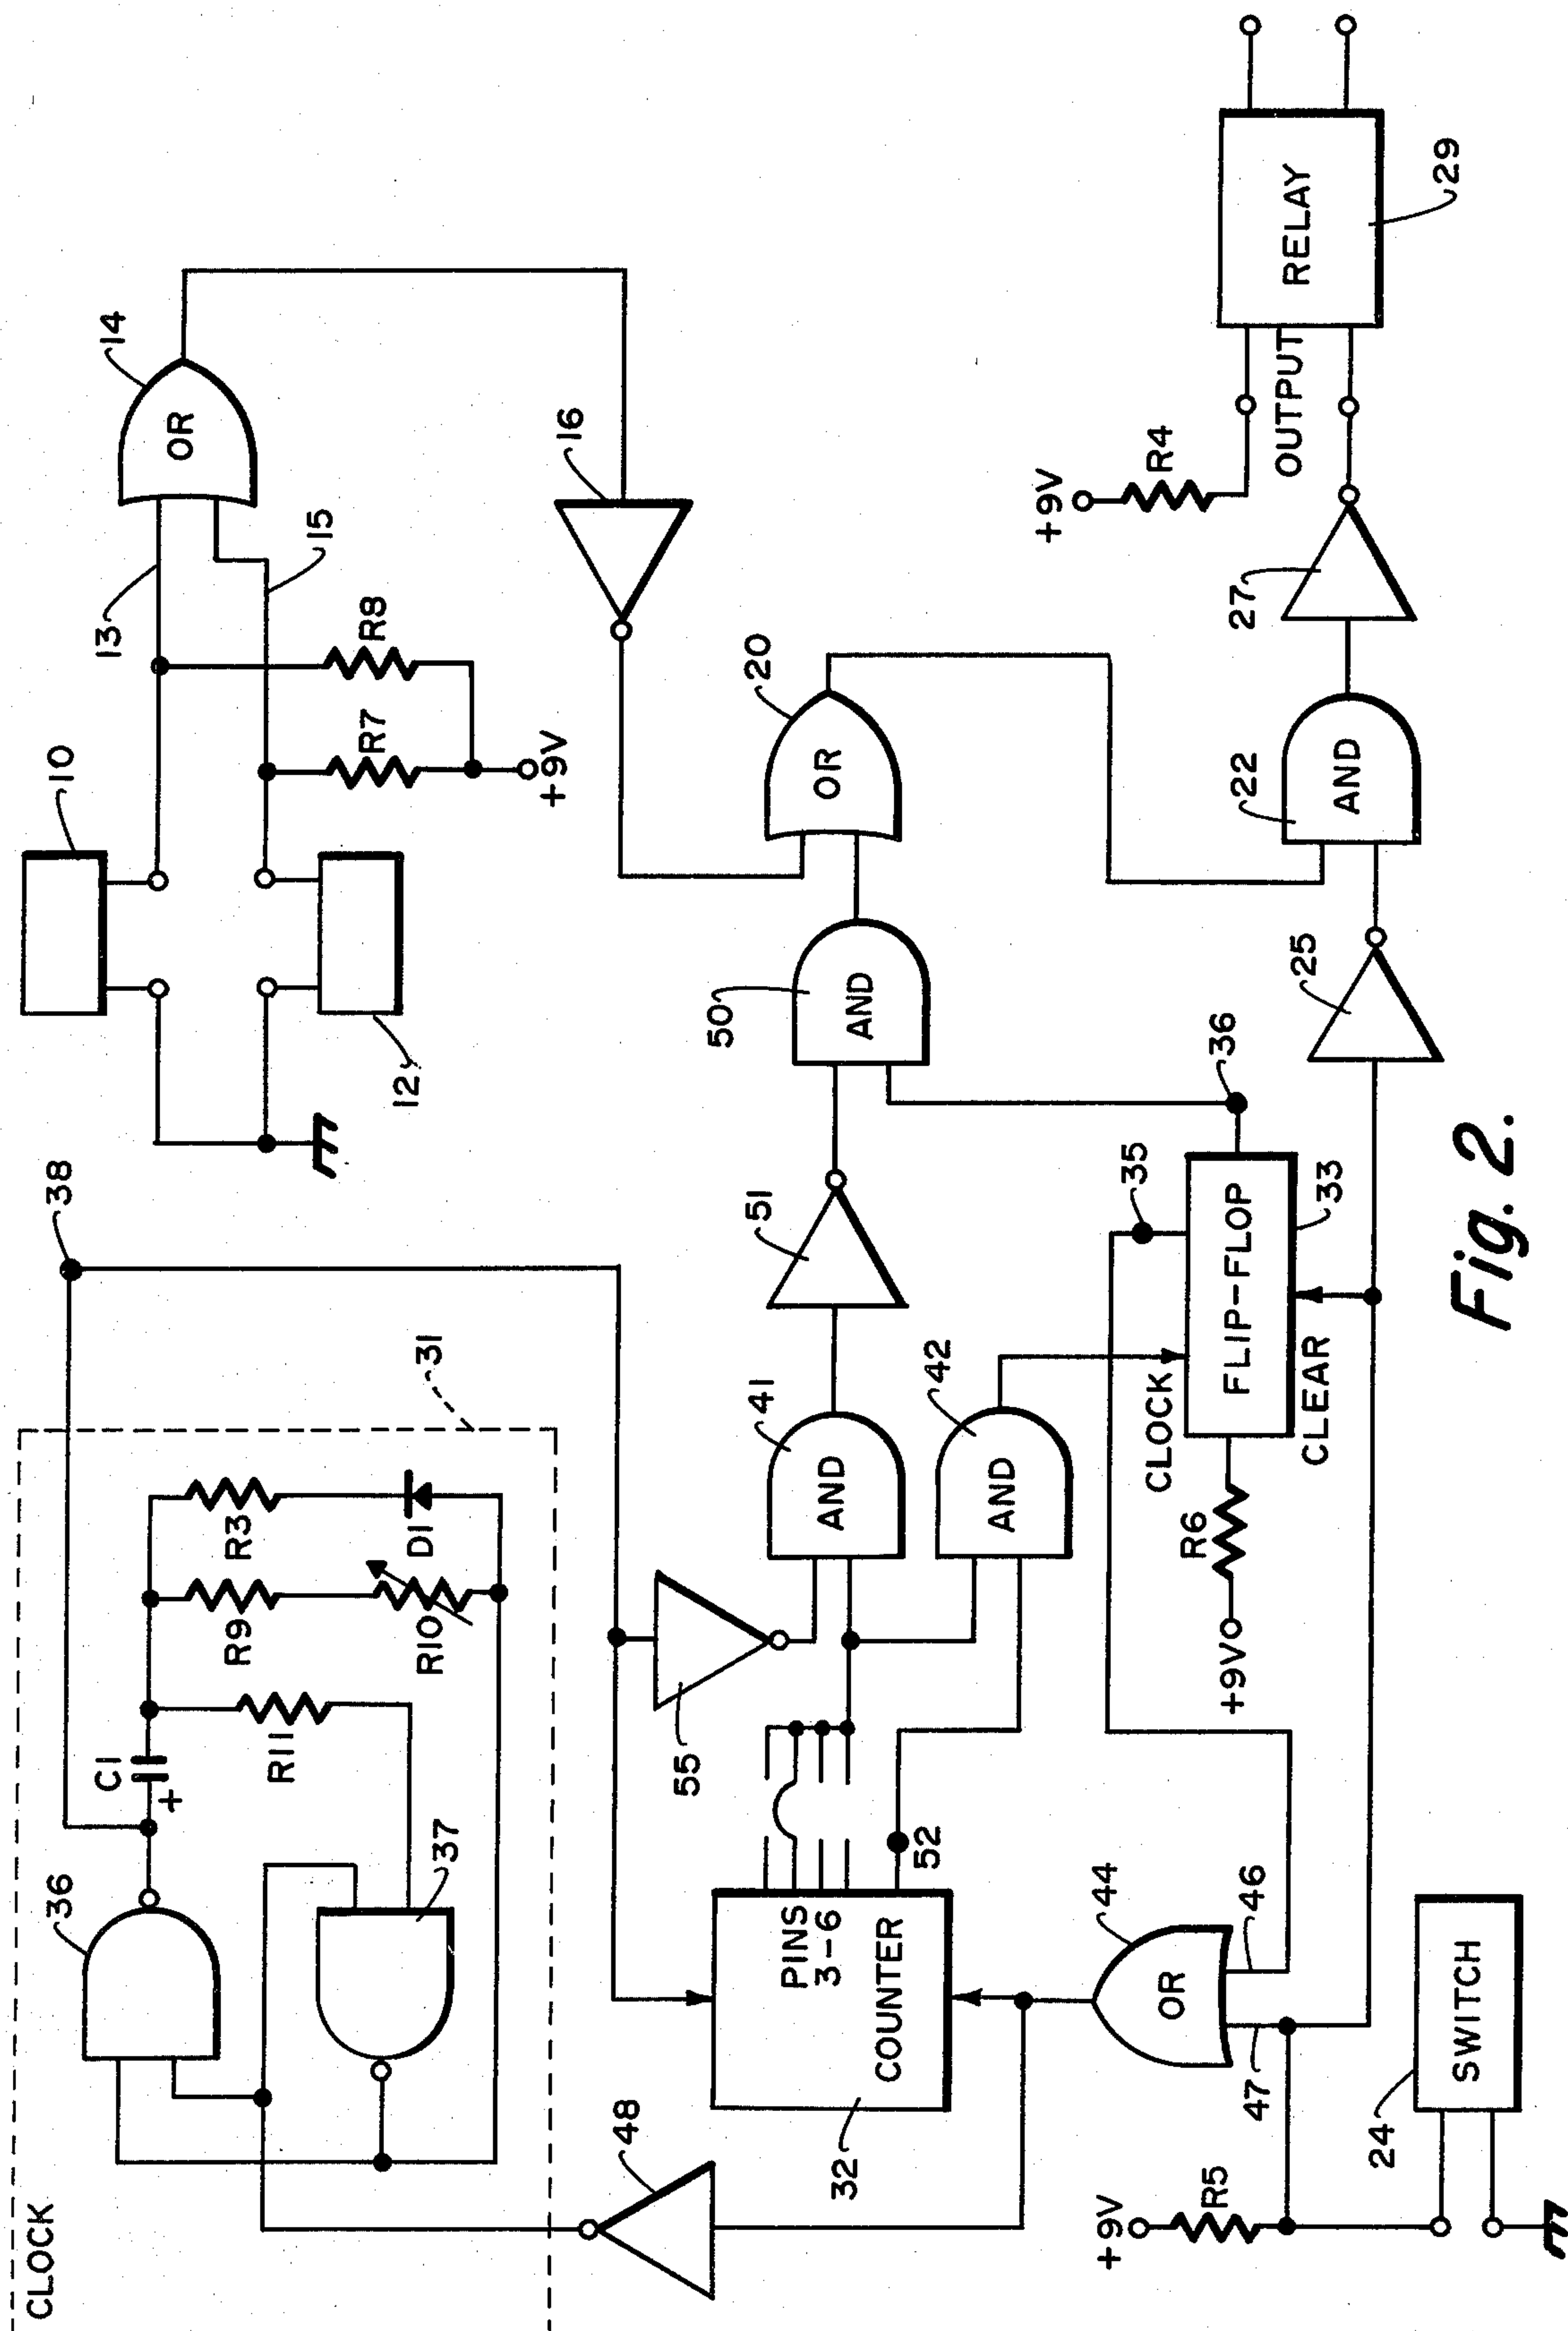 CLOCK
36
37
C1
+
R11
R9
R10
R3
D1
31
38
10
12
13
15
R7
R8
+9V
14
OR
16
48
32
PINS
3-6
COUNTER
52
55
41
AND
42
AND
51
50
AND
20
OR
44
OR
46
47
+9V
R5
24
SWITCH
+9V
R6
CLOCK
FLIP-FLOP
CLEAR
33
35
36
25
22
AND
27
+9V
R4
OUTPUT
RELAY
29
Fig. 2.